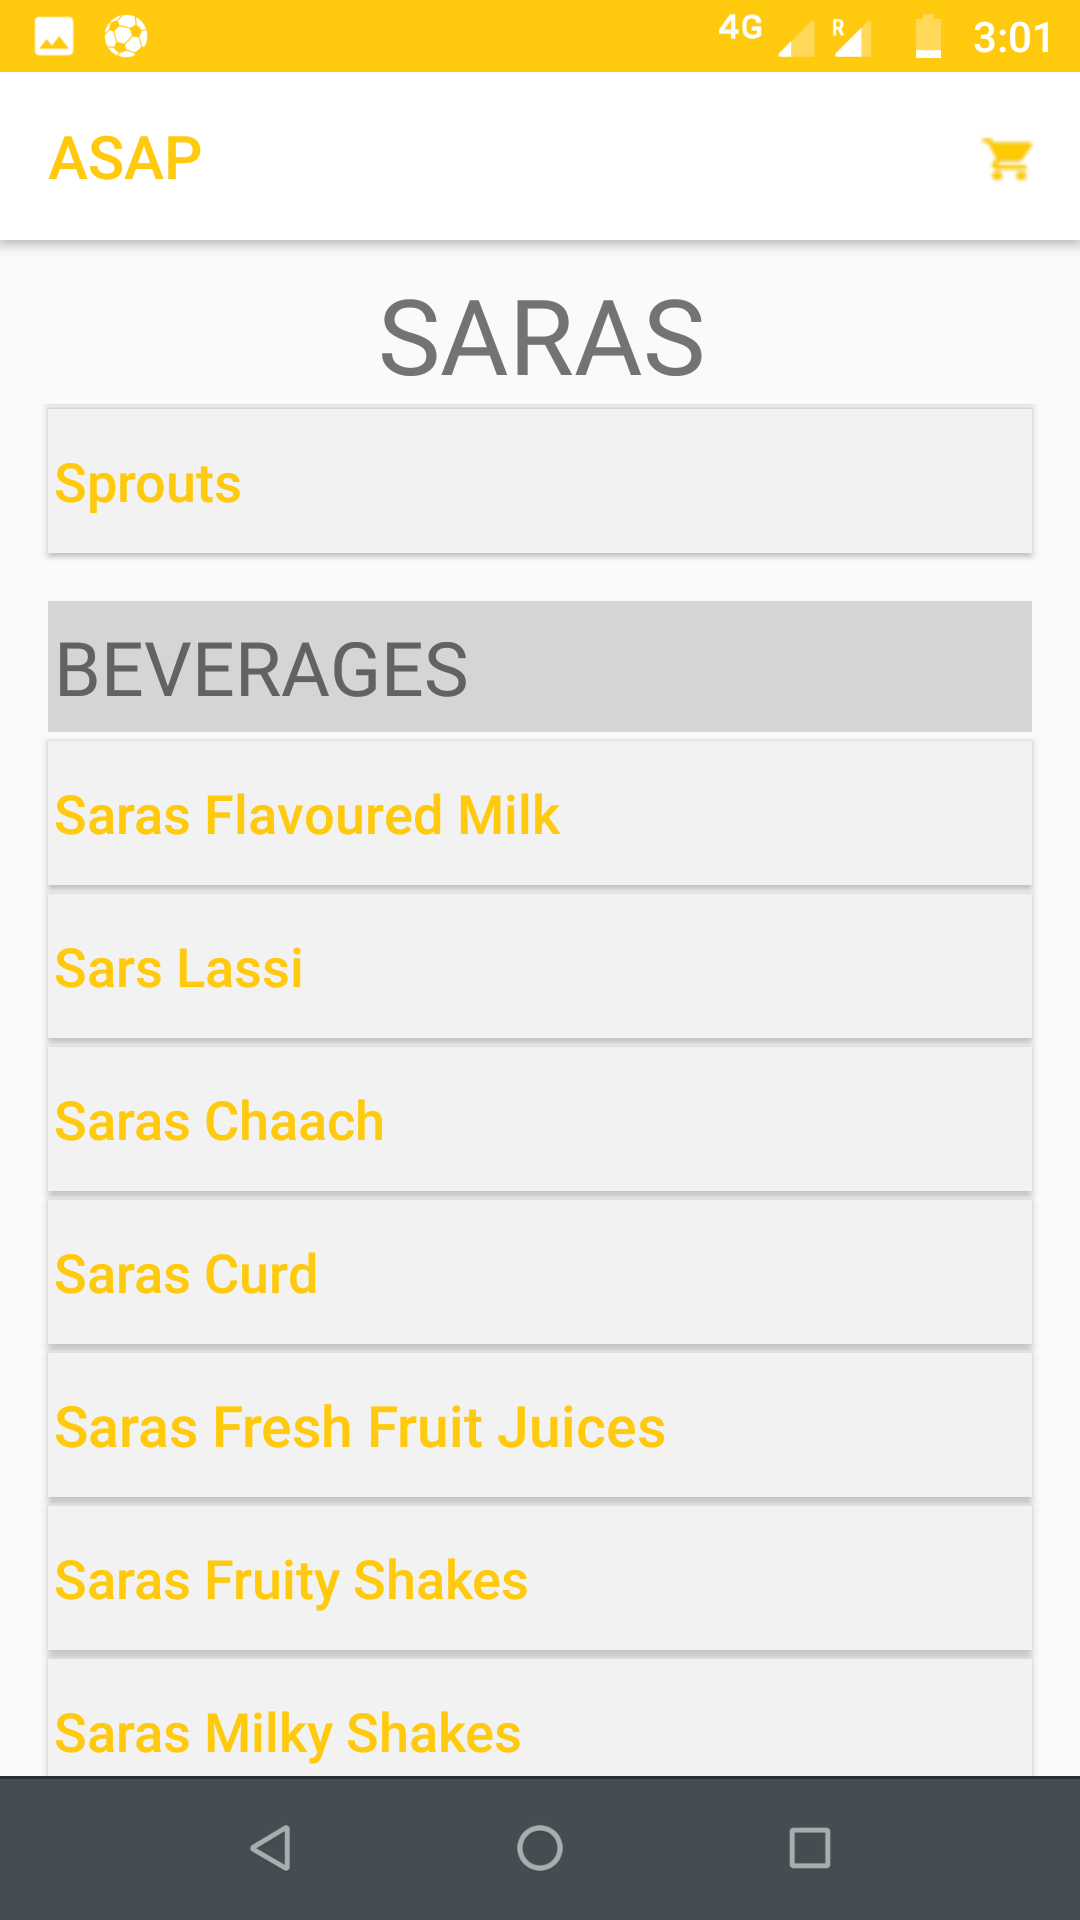 4G R 3:01
ASAP
SARAS
Sprouts
BEVERAGES
Saras Flavoured Milk
Sars Lassi
Saras Chaach
Saras Curd
Saras Fresh Fruit Juices
Saras Fruity Shakes
Saras Milky Shakes